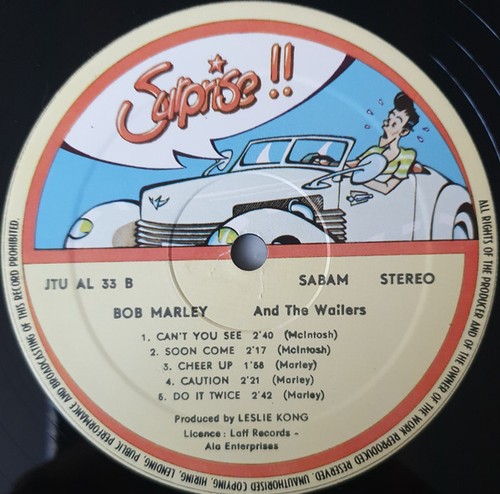 Surprise !!
JTU AL 33 B
SABAM STEREO
BOB MARLEY And The Wailers
1. CAN'T YOU SEE 2'40 (McIntosh)
2. SOON COME 2'17 (McIntosh)
3. CHEER UP 1'58 (Marley)
4. CAUTION 2'21 (Marley)
5. DO IT TWICE 2'42 (Marley)
Produced by LESLIE KONG
Licence : Laff Records -
Ala Enterprises
ALL RIGHTS OF THE PRODUCER AND OF THE OWNER OF THE WORK REPRODUCED RESERVED. UNAUTHORISED COPYING, HIRING, LENDING, PUBLIC PERFORMANCE AND BROADCASTING OF THIS RECORD PROHIBITED.